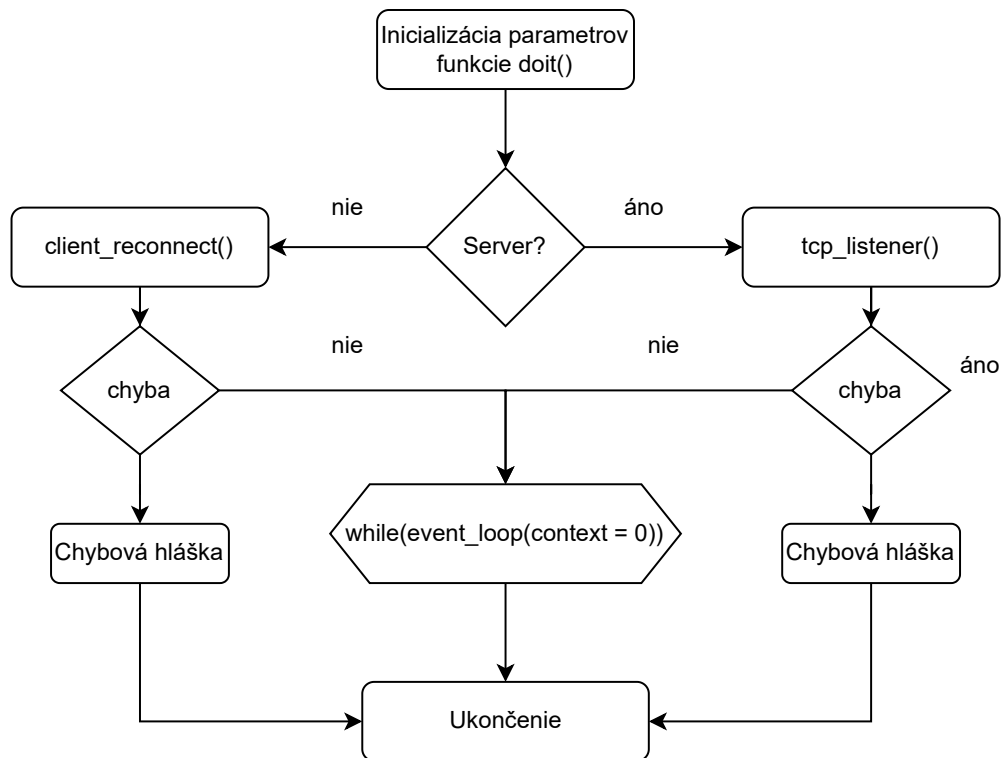 Inicializácia parametrov
funkcie doit()
nie
áno
client_reconnect()
Server?
tcp_listener()
nie
nie
áno
chyba
chyba
Chybová hláška
while(event_loop(context = 0))
Chybová hláška
Ukončenie